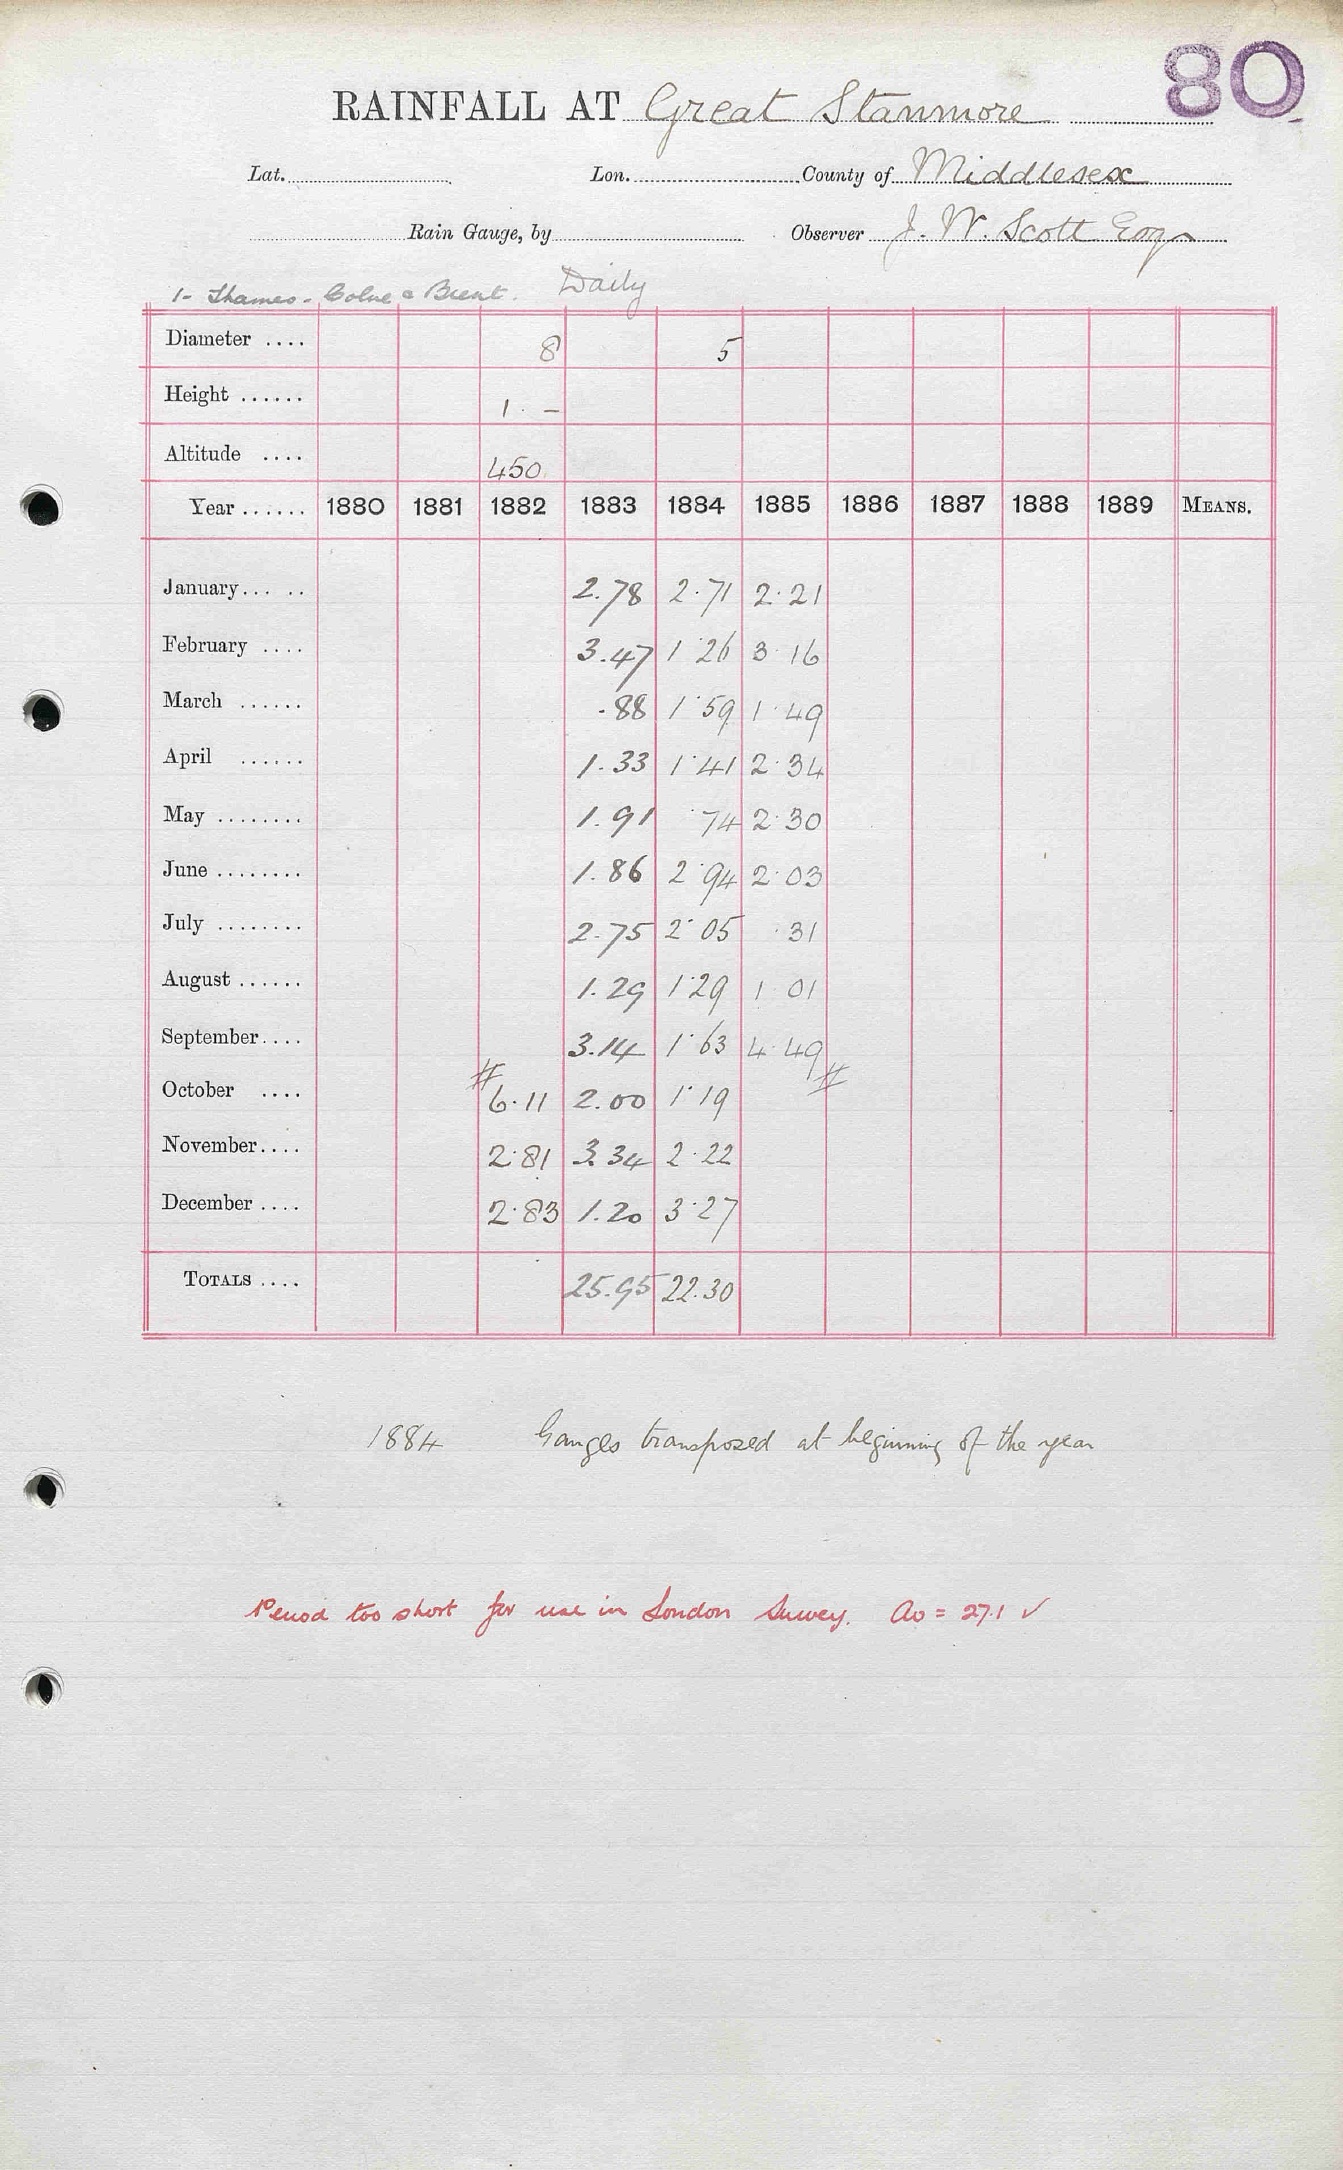 80
RAINFALL AT Great Stanmore
Lat. Lon. County of Middlesex
Rain Gauge, by Observer J. W. Scott Esqr
1 - Thames - Colne & Brent. Daily
Diameter .... 8 5
Height ...... 1 · –
Altitude .... 450
Year ...... 1880 1881 1882 1883 1884 1885 1886 1887 1888 1889 MEANS.
January... .. 2.78 2.71 2.21
February .... 3.47 1.26 3.16
March ...... .88 1.59 1.49
April ...... 1.33 1.41 2.34
May ........ 1.91 .74 2.30
June ........ 1.86 2.94 2.03
July ........ 2.75 2.05 .31
August ...... 1.29 1.29 1.01
September.... 3.14 1.63 4.49
October .... # 6.11 2.00 1.19 #
November.... 2.81 3.34 2.22
December .... 2.83 1.20 3.27
TOTALS .... 25.95 22.30
1884 Gauges transposed at beginning of the year
Period too short for use in London Survey. Av = 27.1 ✓